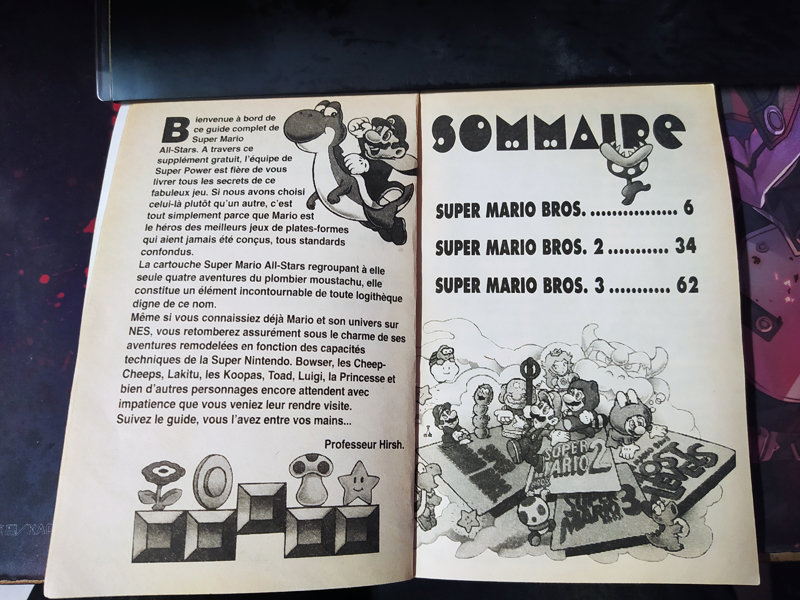 Bienvenue à bord de
ce guide complet de
Super Mario
All-Stars. A travers ce
supplément gratuit, l'équipe de
Super Power est fière de vous
livrer tous les secrets de ce
fabuleux jeu. Si nous avons choisi
celui-là plutôt qu'un autre, c'est
tout simplement parce que Mario est
le héros des meilleurs jeux de plates-formes
qui aient jamais été conçus, tous standards
confondus.
La cartouche Super Mario All-Stars regroupant à elle
seule quatre aventures du plombier moustachu, elle
constitue un élément incontournable de toute logithèque
digne de ce nom.
Même si vous connaissiez déjà Mario et son univers sur
NES, vous retomberez assurément sous le charme de ses
aventures remodelées en fonction des capacités
techniques de la Super Nintendo. Bowser, les Cheep-
Cheeps, Lakitu, les Koopas, Toad, Luigi, la Princesse et
bien d'autres personnages encore attendent avec
impatience que vous veniez leur rendre visite.
Suivez le guide, vous l'avez entre vos mains...
Professeur Hirsh.
SOMMAIRE
SUPER MARIO BROS. ................. 6
SUPER MARIO BROS. 2 ........... 34
SUPER MARIO BROS. 3 ........... 62
SUPER
MARIO 2
LOST
LEVELS
SUPER
MARIO 3